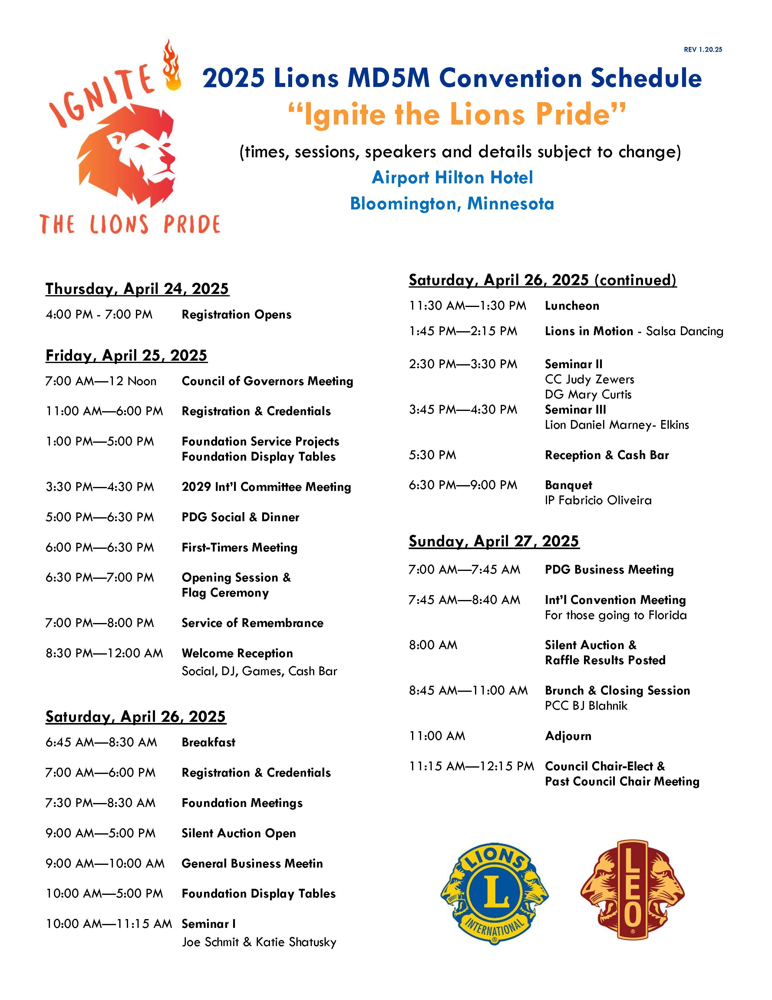 REV 1.20.25
IGNITE
THE LIONS PRIDE
2025 Lions MD5M Convention Schedule
“Ignite the Lions Pride”
(times, sessions, speakers and details subject to change)
Airport Hilton Hotel
Bloomington, Minnesota
Thursday, April 24, 2025
4:00 PM - 7:00 PM Registration Opens
Friday, April 25, 2025
7:00 AM—12 Noon Council of Governors Meeting
11:00 AM—6:00 PM Registration & Credentials
1:00 PM—5:00 PM Foundation Service Projects
Foundation Display Tables
3:30 PM—4:30 PM 2029 Int’l Committee Meeting
5:00 PM—6:30 PM PDG Social & Dinner
6:00 PM—6:30 PM First-Timers Meeting
6:30 PM—7:00 PM Opening Session &
Flag Ceremony
7:00 PM—8:00 PM Service of Remembrance
8:30 PM—12:00 AM Welcome Reception
Social, DJ, Games, Cash Bar
Saturday, April 26, 2025
6:45 AM—8:30 AM Breakfast
7:00 AM—6:00 PM Registration & Credentials
7:30 PM—8:30 AM Foundation Meetings
9:00 AM—5:00 PM Silent Auction Open
9:00 AM—10:00 AM General Business Meetin
10:00 AM—5:00 PM Foundation Display Tables
10:00 AM—11:15 AM Seminar I
Joe Schmit & Katie Shatusky
Saturday, April 26, 2025 (continued)
11:30 AM—1:30 PM Luncheon
1:45 PM—2:15 PM Lions in Motion - Salsa Dancing
2:30 PM—3:30 PM Seminar II
CC Judy Zewers
DG Mary Curtis
3:45 PM—4:30 PM Seminar III
Lion Daniel Marney- Elkins
5:30 PM Reception & Cash Bar
6:30 PM—9:00 PM Banquet
IP Fabricio Oliveira
Sunday, April 27, 2025
7:00 AM—7:45 AM PDG Business Meeting
7:45 AM—8:40 AM Int’l Convention Meeting
For those going to Florida
8:00 AM Silent Auction &
Raffle Results Posted
8:45 AM—11:00 AM Brunch & Closing Session
PCC BJ Blahnik
11:00 AM Adjourn
11:15 AM—12:15 PM Council Chair-Elect &
Past Council Chair Meeting
LIONS
L
INTERNATIONAL
®
LEO
®